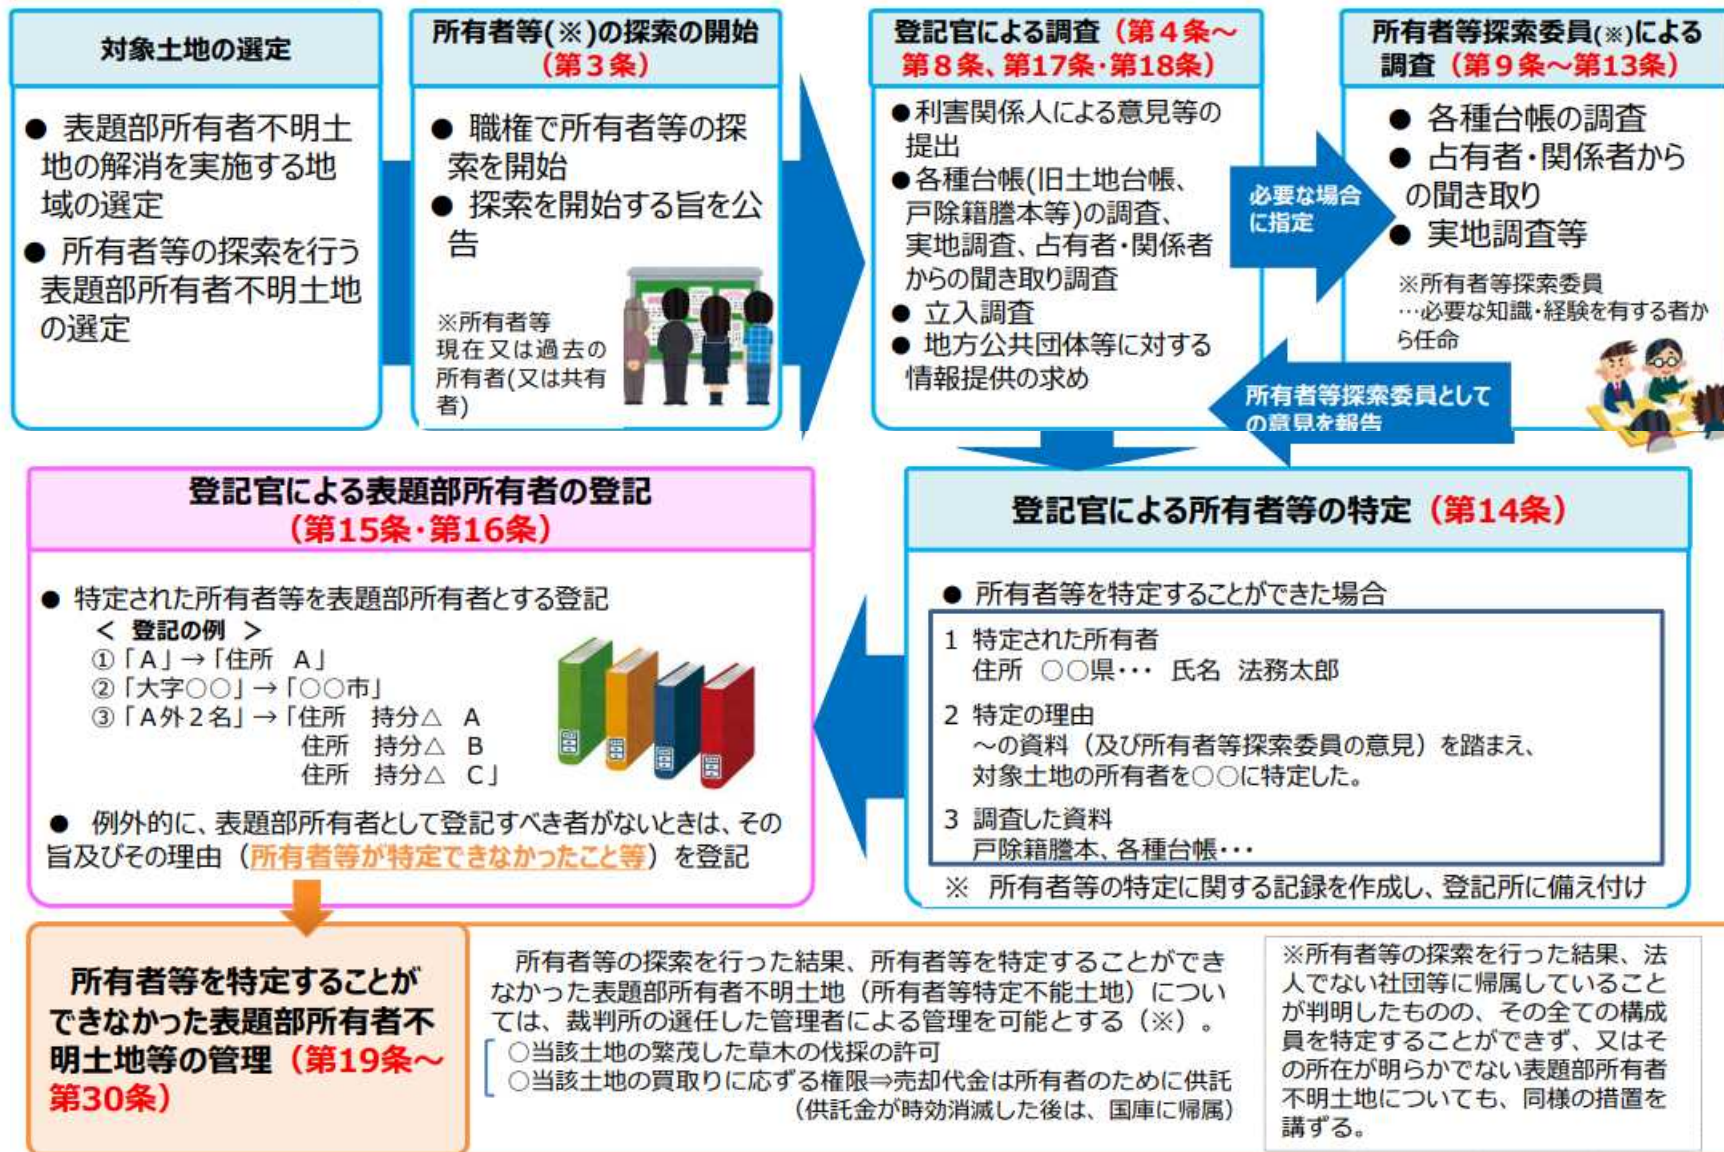 対象土地の選定
● 表題部所有者不明土
地の解消を実施する地
域の選定
● 所有者等の探索を行う
表題部所有者不明土地
の選定
所有者等(※)の探索の開始
（第３条）
● 職権で所有者等の探
索を開始
● 探索を開始する旨を公
告
※所有者等
現在又は過去の
所有者(又は共有
者)
登記官による調査（第４条～
第８条、第17条・第18条）
●利害関係人による意見等の
提出
●各種台帳(旧土地台帳、
戸除籍謄本等)の調査、
実地調査、占有者・関係者
からの聞き取り調査
● 立入調査
● 地方公共団体等に対する
情報提供の求め
必要な場合
に指定
所有者等探索委員(※)による
調査（第９条～第13条）
● 各種台帳の調査
● 占有者・関係者から
の聞き取り
● 実地調査等
※所有者等探索委員
…必要な知識・経験を有する者か
ら任命
所有者等探索委員として
の意見を報告
登記官による所有者等の特定（第14条）
● 所有者等を特定することができた場合
1 特定された所有者
住所 ○○県･･･ 氏名 法務太郎
2 特定の理由
～の資料（及び所有者等探索委員の意見）を踏まえ、
対象土地の所有者を○○に特定した。
3 調査した資料
戸除籍謄本、各種台帳･･･
※ 所有者等の特定に関する記録を作成し、登記所に備え付け
登記官による表題部所有者の登記
（第15条・第16条）
● 特定された所有者等を表題部所有者とする登記
＜ 登記の例 ＞
①「Ａ」→「住所 Ａ」
②「大字○○」→「○○市」
③「Ａ外２名」→「住所 持分△ Ａ
住所 持分△ Ｂ
住所 持分△ Ｃ」
● 例外的に、表題部所有者として登記すべき者がないときは、その
旨及びその理由（所有者等が特定できなかったこと等）を登記
所有者等を特定することが
できなかった表題部所有者不
明土地等の管理（第19条～
第30条）
所有者等の探索を行った結果、所有者等を特定することができ
なかった表題部所有者不明土地（所有者等特定不能土地）につい
ては、裁判所の選任した管理者による管理を可能とする（※）。
○当該土地の繁茂した草木の伐採の許可
○当該土地の買取りに応ずる権限⇒売却代金は所有者のために供託
（供託金が時効消滅した後は、国庫に帰属）
※所有者等の探索を行った結果、法
人でない社団等に帰属していること
が判明したものの、その全ての構成
員を特定することができず、又はそ
の所在が明らかでない表題部所有者
不明土地についても、同様の措置を
講ずる。